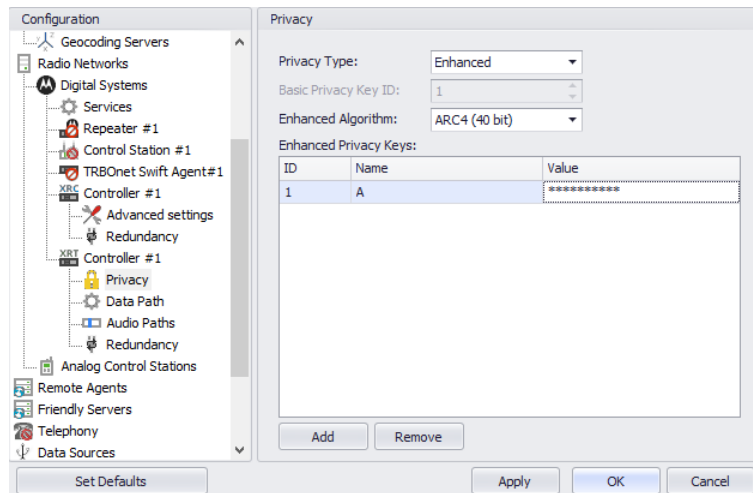 Configuration
Geocoding Servers
Radio Networks
Digital Systems
Services
Repeater #1
Control Station #1
TRBOnet Swift Agent#1
XRC Controller #1
Advanced settings
Redundancy
XRT Controller #1
Privacy
Data Path
Audio Paths
Redundancy
Analog Control Stations
Remote Agents
Friendly Servers
Telephony
Data Sources
Set Defaults
Privacy
Privacy Type: Enhanced
Basic Privacy Key ID: 1
Enhanced Algorithm: ARC4 (40 bit)
Enhanced Privacy Keys:
ID Name Value
1 A **********
Add Remove
Apply OK Cancel